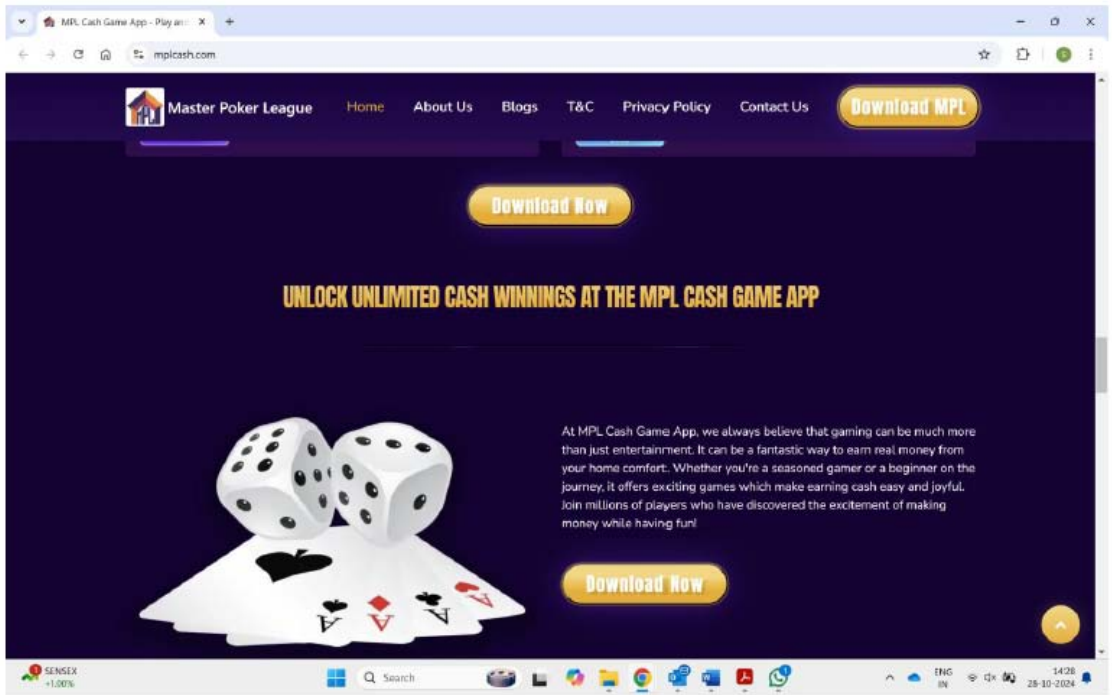 MPL Cash Game App - Play an
mplcash.com
Master Poker League Home About Us Blogs T&C Privacy Policy Contact Us Download MPL
Download Now
UNLOCK UNLIMITED CASH WINNINGS AT THE MPL CASH GAME APP
At MPL Cash Game App, we always believe that gaming can be much more
than just entertainment. It can be a fantastic way to earn real money from
your home comfort. Whether you're a seasoned gamer or a beginner on the
journey, it offers exciting games which make earning cash easy and joyful.
Join millions of players who have discovered the excitement of making
money while having fun!
A A A A
Download Now
SENSEX
+1.00%
Search
ENG
IN
14:28
28-10-2024